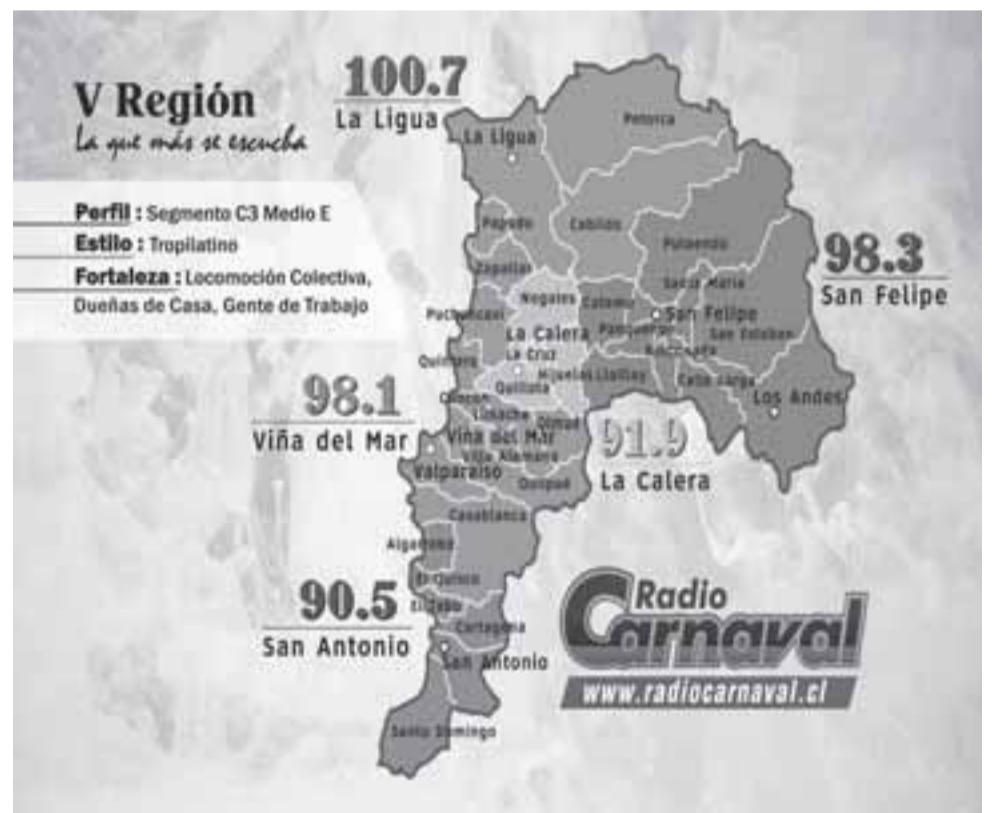 V Región
La que más se escucha
Perfil : Segmento C3 Medio E
Estilo : Tropilatino
Fortaleza : Locomoción Colectiva,
Dueñas de Casa, Gente de Trabajo
100.7
La Ligua
98.3
San Felipe
98.1
Viña del Mar
91.9
La Calera
90.5
San Antonio
La Ligua
Petorca
Papudo
Cabildo
Putaendo
Zapallar
Santa María
Nogales
Catemu
San Felipe
Puchuncaví
La Calera
Panquehue
San Esteban
La Cruz
Rinconada
Quintero
Hijuelas
Llaillay
Calle Larga
Quillota
Los Andes
Concón
Limache
Olmué
Viña del Mar
Villa Alemana
Valparaíso
Quilpué
Casablanca
Algarrobo
El Quisco
El Tabo
Cartagena
San Antonio
Santo Domingo
Radio
Carnaval
www.radiocarnaval.cl